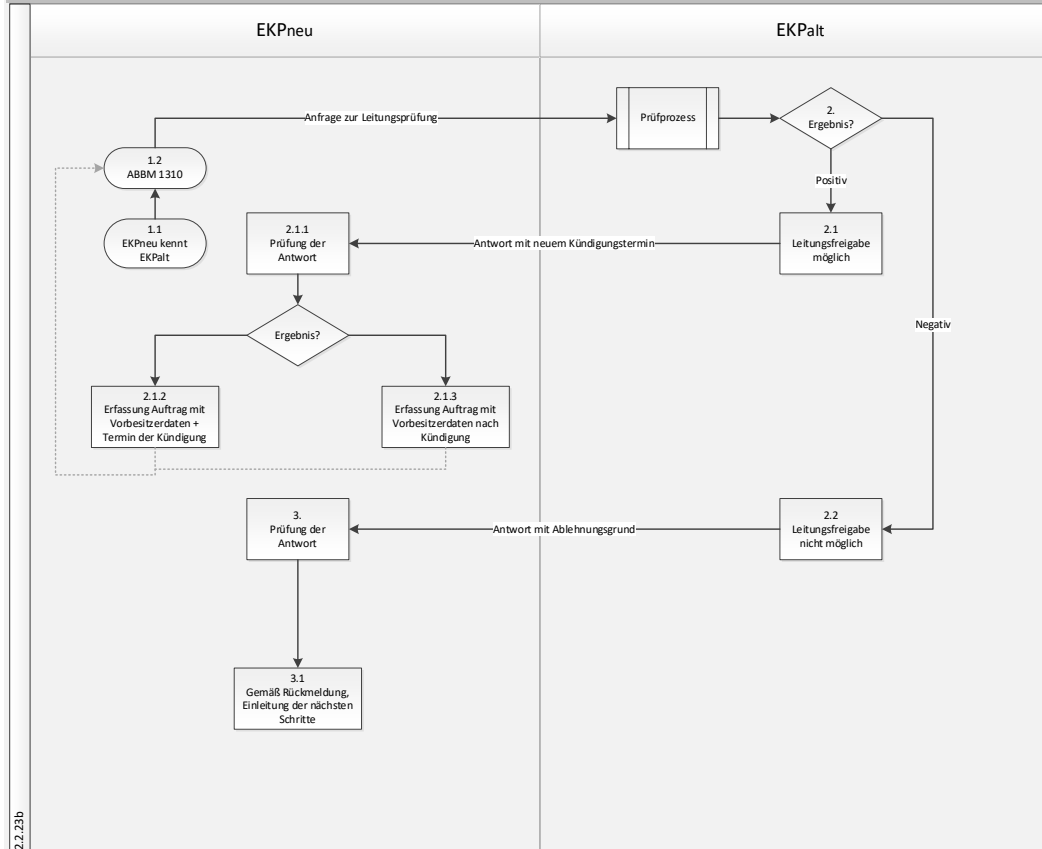 EKPneu
EKPalt
Anfrage zur Leitungsprüfung
Prüfprozess
2.
Ergebnis?
1.2
ABBM 1310
Positiv
1.1
EKPneu kennt
EKPalt
2.1.1
Prüfung der
Antwort
Antwort mit neuem Kündigungstermin
2.1
Leitungsfreigabe
möglich
Ergebnis?
Negativ
2.1.2
Erfassung Auftrag mit
Vorbesitzerdaten +
Termin der Kündigung
2.1.3
Erfassung Auftrag mit
Vorbesitzerdaten nach
Kündigung
3.
Prüfung der
Antwort
Antwort mit Ablehnungsgrund
2.2
Leitungsfreigabe
nicht möglich
3.1
Gemäß Rückmeldung,
Einleitung der nächsten
Schritte
2.2.23b